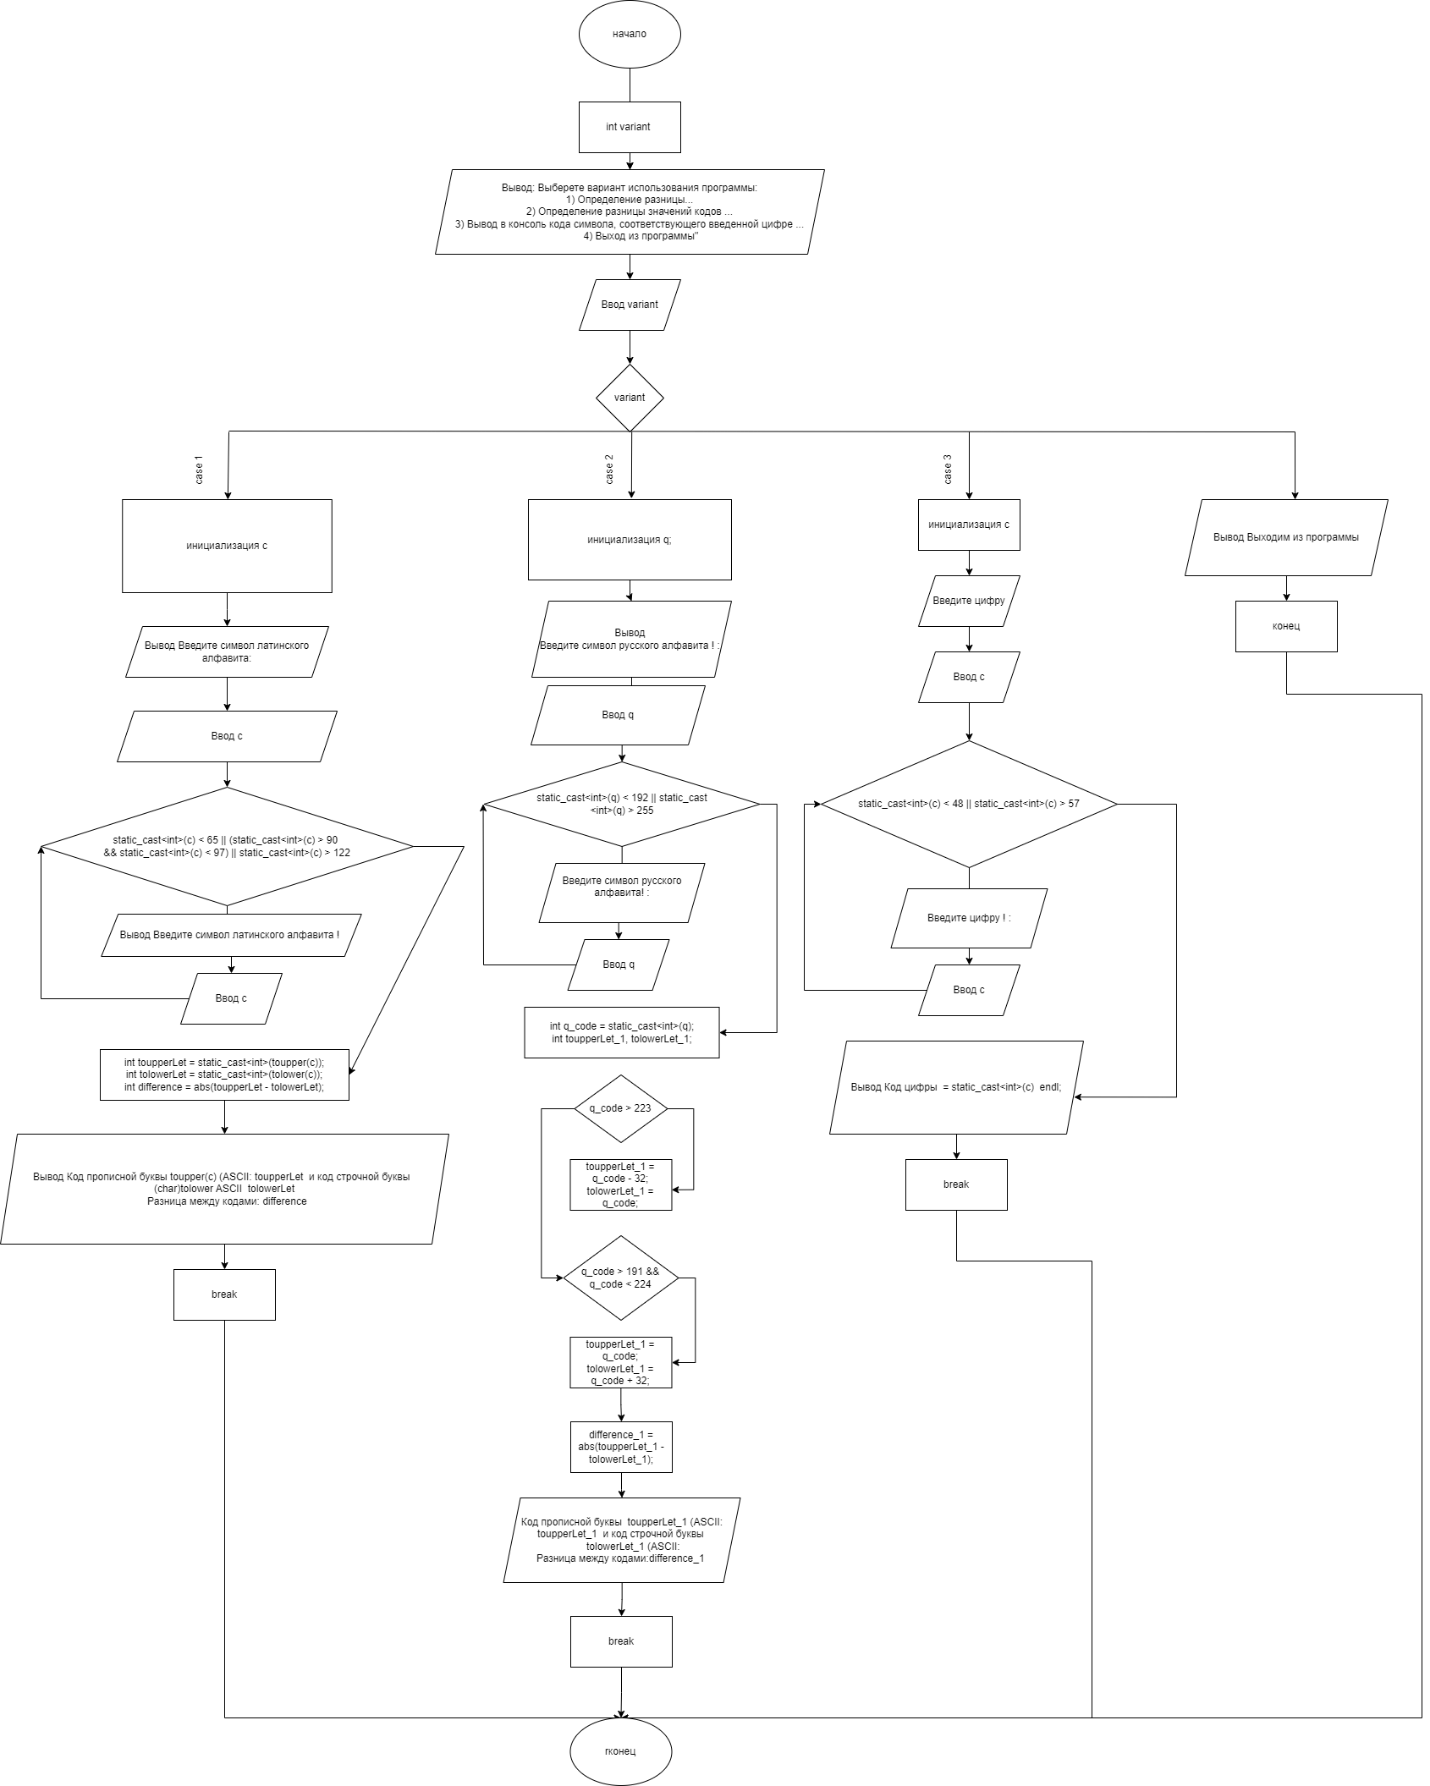 начало
int variant
Вывод: Выберете вариант использования программы:
1) Определение разницы...
2) Определение разницы значений кодов ...
3) Вывод в консоль кода символа, соответствующего введенной цифре ...
4) Выход из программы"
Ввод variant
variant
case 1
case 2
case 3
инициализация с
Вывод Введите символ латинского
алфавита:
Ввод с
static_cast<int>(c) < 65 || (static_cast<int>(c) > 90
&& static_cast<int>(c) < 97) || static_cast<int>(c) > 122
Вывод Введите символ латинского алфавита !
Ввод с
int toupperLet = static_cast<int>(toupper(c));
int tolowerLet = static_cast<int>(tolower(c));
int difference = abs(toupperLet - tolowerLet);
Вывод Код прописной буквы toupper(c) (ASCII: toupperLet  и код строчной буквы
(char)tolower ASCII  tolowerLet
Разница между кодами: difference
break
инициализация q;
Вывод
Введите символ русского алфавита ! :
Ввод q
static_cast<int>(q) < 192 || static_cast
<int>(q) > 255
Введите символ русского
алфавита! :
Ввод q
int q_code = static_cast<int>(q);
int toupperLet_1, tolowerLet_1;
q_code > 223
toupperLet_1 =
q_code - 32;
tolowerLet_1 =
q_code;
q_code > 191 &&
q_code < 224
toupperLet_1 =
q_code;
tolowerLet_1 =
q_code + 32;
difference_1 =
abs(toupperLet_1 -
tolowerLet_1);
Код прописной буквы  toupperLet_1 (ASCII:
toupperLet_1  и код строчной буквы
tolowerLet_1 (ASCII:
Разница между кодами:difference_1
break
инициализация с
Введите цифру
Ввод с
static_cast<int>(c) < 48 || static_cast<int>(c) > 57
Введите цифру ! :
Ввод с
Вывод Код цифры  = static_cast<int>(c)  endl;
break
Вывод Выходим из программы
конец
гконец